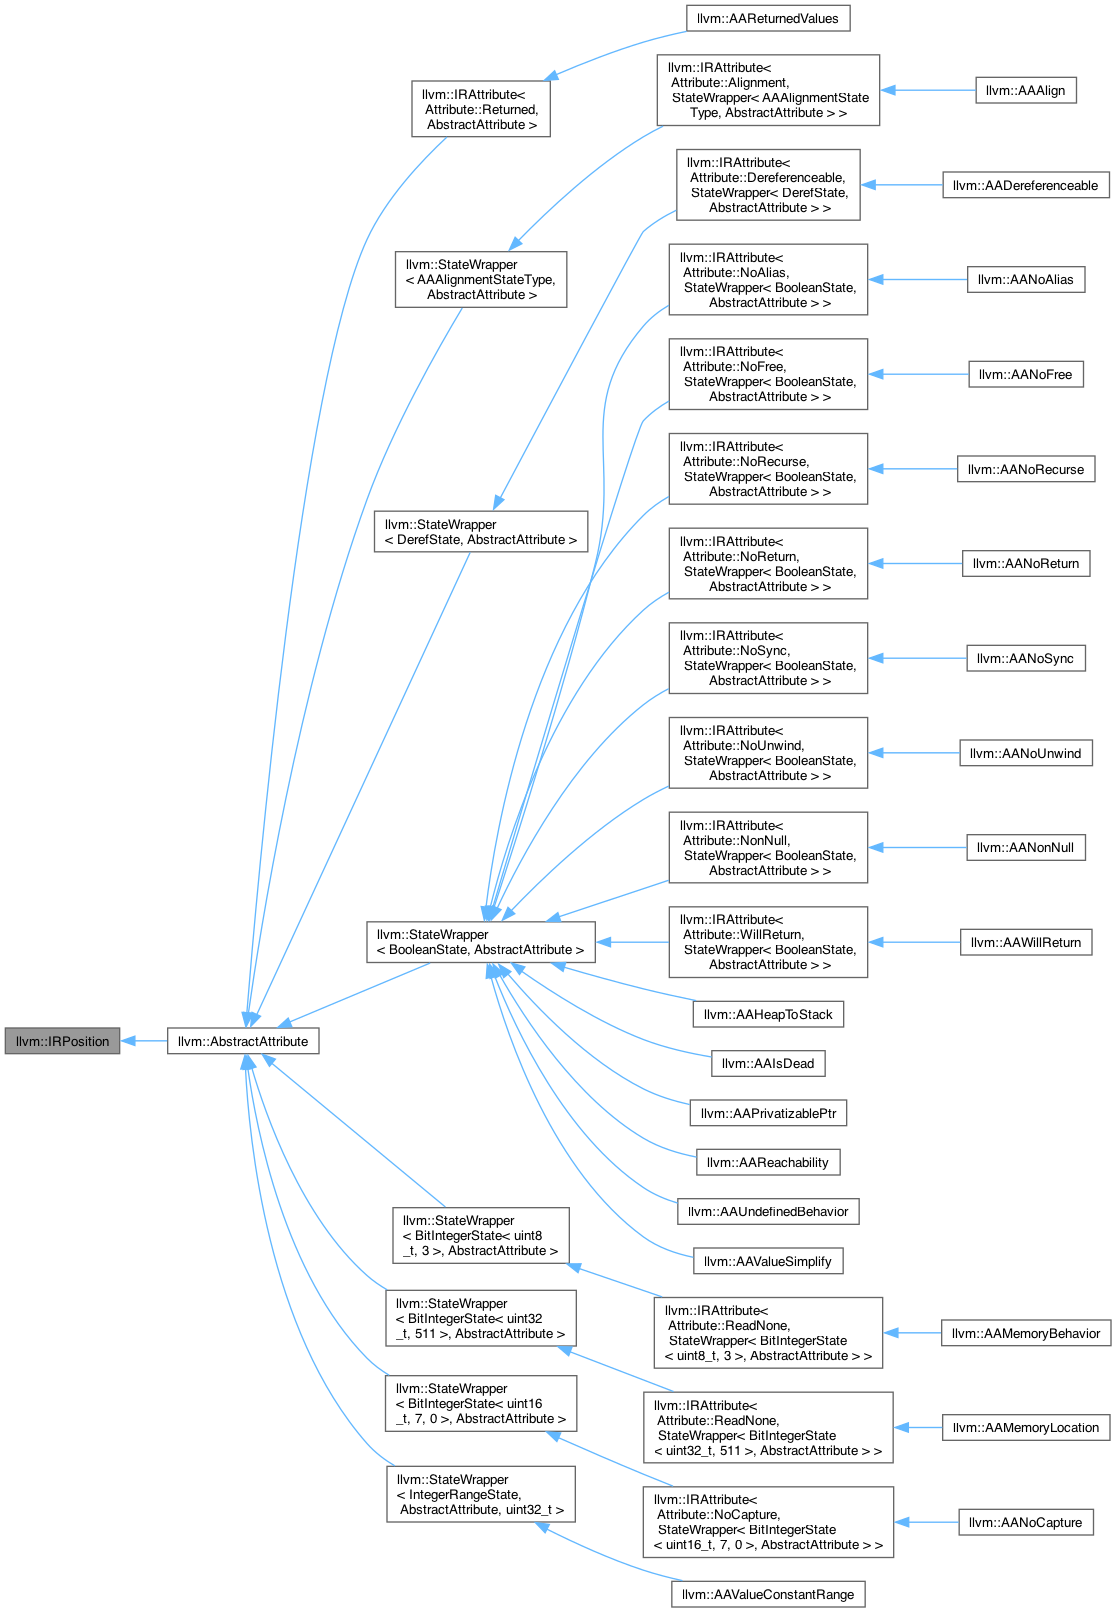 llvm::AAReturnedValues
llvm::IRAttribute<
Attribute::Returned,
AbstractAttribute >
llvm::IRAttribute<
Attribute::Alignment,
StateWrapper< AAAlignmentState
Type, AbstractAttribute > >
llvm::AAAlign
llvm::IRAttribute<
Attribute::Dereferenceable,
StateWrapper< DerefState,
AbstractAttribute > >
llvm::AADereferenceable
llvm::StateWrapper
< AAAlignmentStateType,
AbstractAttribute >
llvm::IRAttribute<
Attribute::NoAlias,
StateWrapper< BooleanState,
AbstractAttribute > >
llvm::AANoAlias
llvm::IRAttribute<
Attribute::NoFree,
StateWrapper< BooleanState,
AbstractAttribute > >
llvm::AANoFree
llvm::IRAttribute<
Attribute::NoRecurse,
StateWrapper< BooleanState,
AbstractAttribute > >
llvm::AANoRecurse
llvm::StateWrapper
< DerefState, AbstractAttribute >
llvm::IRAttribute<
Attribute::NoReturn,
StateWrapper< BooleanState,
AbstractAttribute > >
llvm::AANoReturn
llvm::IRAttribute<
Attribute::NoSync,
StateWrapper< BooleanState,
AbstractAttribute > >
llvm::AANoSync
llvm::IRAttribute<
Attribute::NoUnwind,
StateWrapper< BooleanState,
AbstractAttribute > >
llvm::AANoUnwind
llvm::IRAttribute<
Attribute::NonNull,
StateWrapper< BooleanState,
AbstractAttribute > >
llvm::AANonNull
llvm::StateWrapper
< BooleanState, AbstractAttribute >
llvm::IRAttribute<
Attribute::WillReturn,
StateWrapper< BooleanState,
AbstractAttribute > >
llvm::AAWillReturn
llvm::AAHeapToStack
llvm::IRPosition
llvm::AbstractAttribute
llvm::AAIsDead
llvm::AAPrivatizablePtr
llvm::AAReachability
llvm::AAUndefinedBehavior
llvm::StateWrapper
< BitIntegerState< uint8
_t, 3 >, AbstractAttribute >
llvm::AAValueSimplify
llvm::StateWrapper
< BitIntegerState< uint32
_t, 511 >, AbstractAttribute >
llvm::IRAttribute<
Attribute::ReadNone,
StateWrapper< BitIntegerState
< uint8_t, 3 >, AbstractAttribute > >
llvm::AAMemoryBehavior
llvm::StateWrapper
< BitIntegerState< uint16
_t, 7, 0 >, AbstractAttribute >
llvm::IRAttribute<
Attribute::ReadNone,
StateWrapper< BitIntegerState
< uint32_t, 511 >, AbstractAttribute > >
llvm::AAMemoryLocation
llvm::StateWrapper
< IntegerRangeState,
AbstractAttribute, uint32_t >
llvm::IRAttribute<
Attribute::NoCapture,
StateWrapper< BitIntegerState
< uint16_t, 7, 0 >, AbstractAttribute > >
llvm::AANoCapture
llvm::AAValueConstantRange